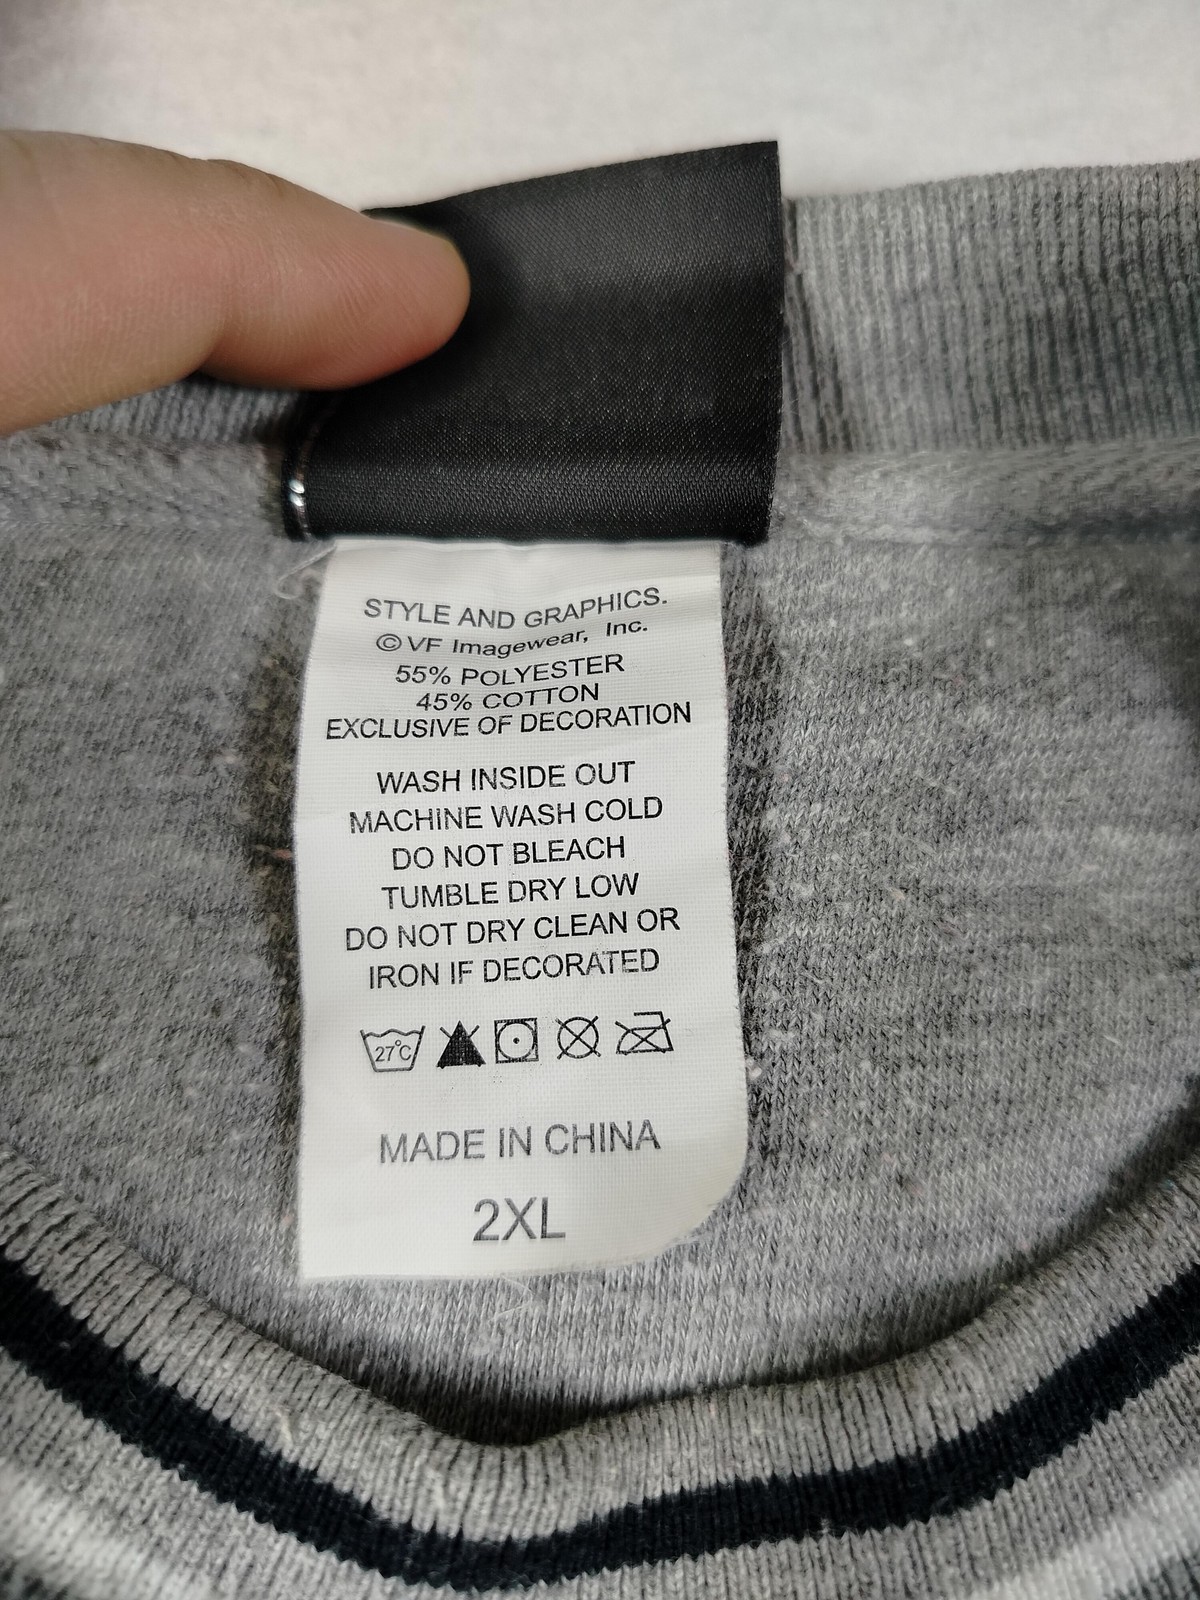 STYLE AND GRAPHICS.
© VF Imagewear, Inc.
55% POLYESTER
45% COTTON
EXCLUSIVE OF DECORATION
WASH INSIDE OUT
MACHINE WASH COLD
DO NOT BLEACH
TUMBLE DRY LOW
DO NOT DRY CLEAN OR
IRON IF DECORATED
27°C
MADE IN CHINA
2XL